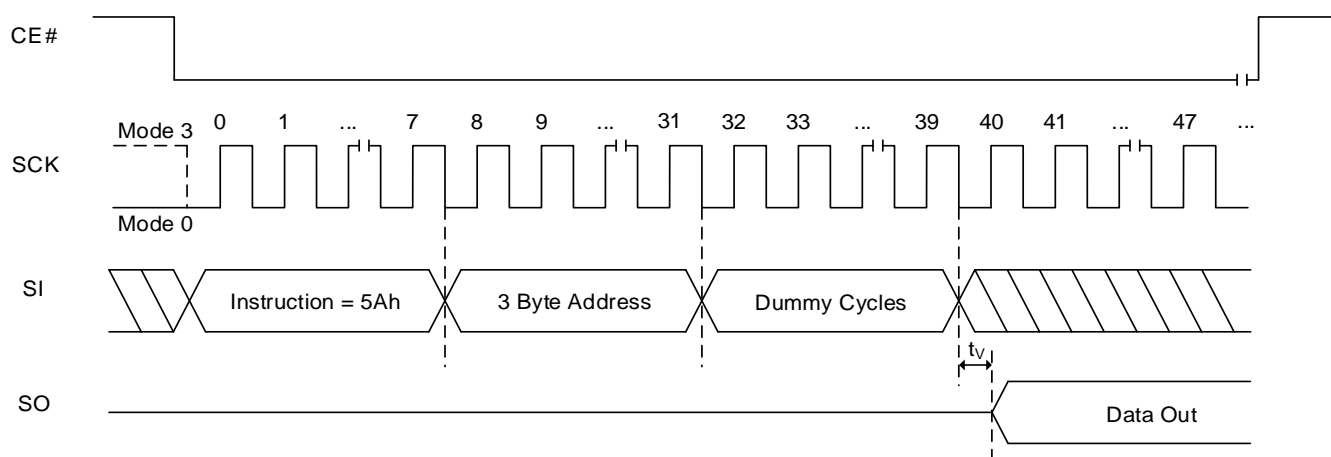 CE#
Mode 3 0 1 ... 7 8 9 ... 31 32 33 ... 39 40 41 ... 47 ...
SCK
Mode 0
SI Instruction = 5Ah 3 Byte Address Dummy Cycles
tV
SO Data Out